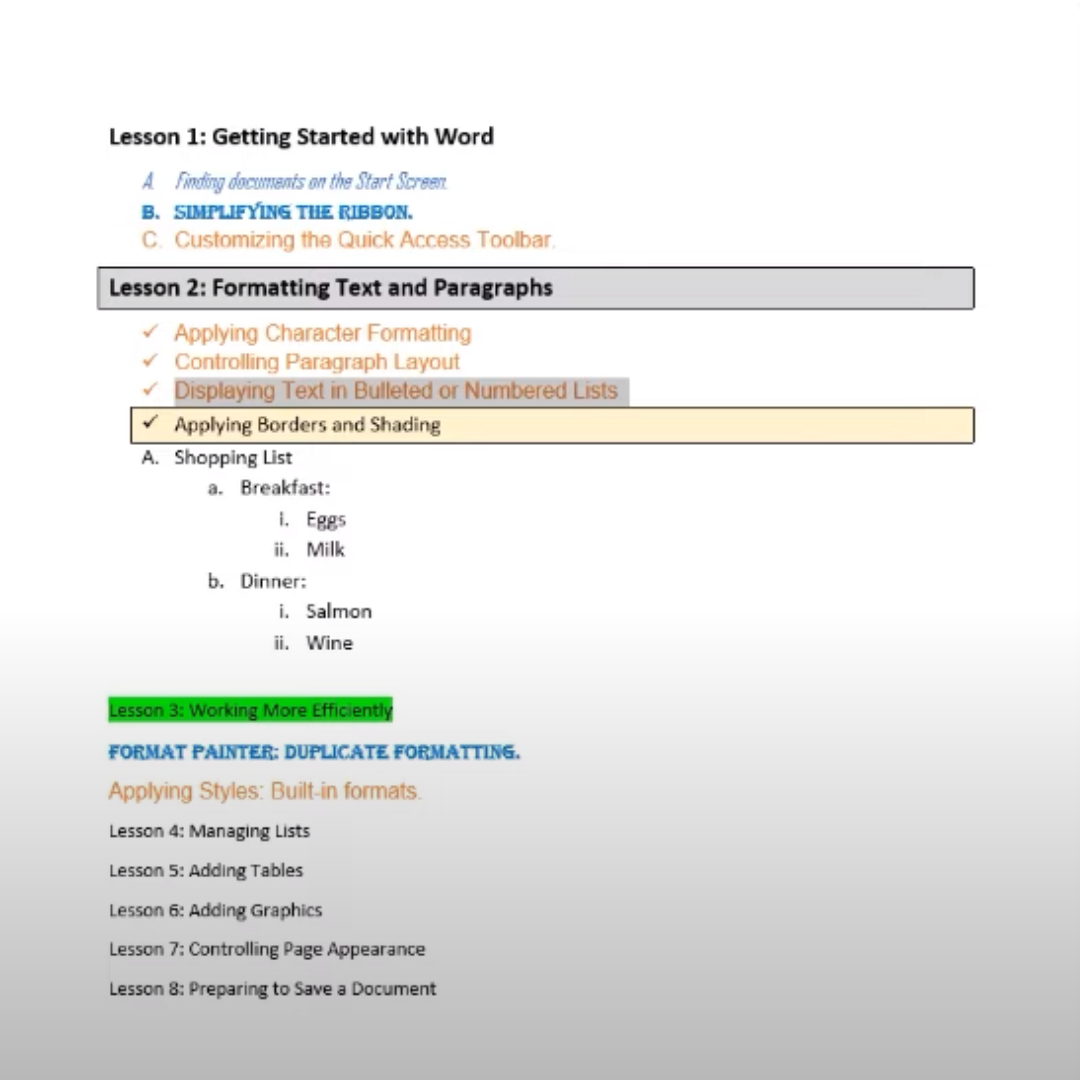 Lesson 1: Getting Started with Word
A. Finding documents on the Start Screen.
B. SIMPLIFYING THE RIBBON.
C. Customizing the Quick Access Toolbar.
Lesson 2: Formatting Text and Paragraphs
✓ Applying Character Formatting
✓ Controlling Paragraph Layout
✓ Displaying Text in Bulleted or Numbered Lists
✓ Applying Borders and Shading
A. Shopping List
a. Breakfast:
i. Eggs
ii. Milk
b. Dinner:
i. Salmon
ii. Wine
Lesson 3: Working More Efficiently
FORMAT PAINTER: DUPLICATE FORMATTING.
Applying Styles: Built-in formats.
Lesson 4: Managing Lists
Lesson 5: Adding Tables
Lesson 6: Adding Graphics
Lesson 7: Controlling Page Appearance
Lesson 8: Preparing to Save a Document